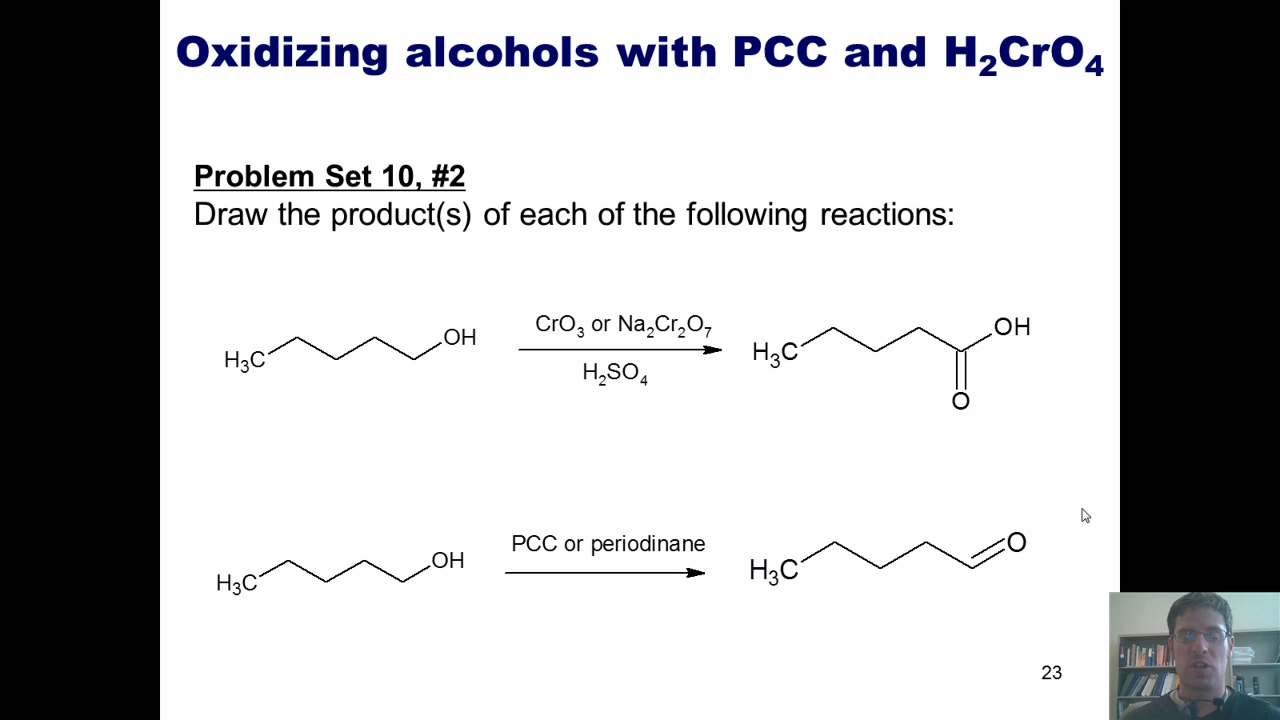 Oxidizing alcohols with PCC and H₂CrO₄
Problem Set 10, #2
Draw the product(s) of each of the following reactions:
H₃C OH
CrO₃ or Na₂Cr₂O₇
H₂SO₄
H₃C OH
O
H₃C OH
PCC or periodinane
H₃C O
23